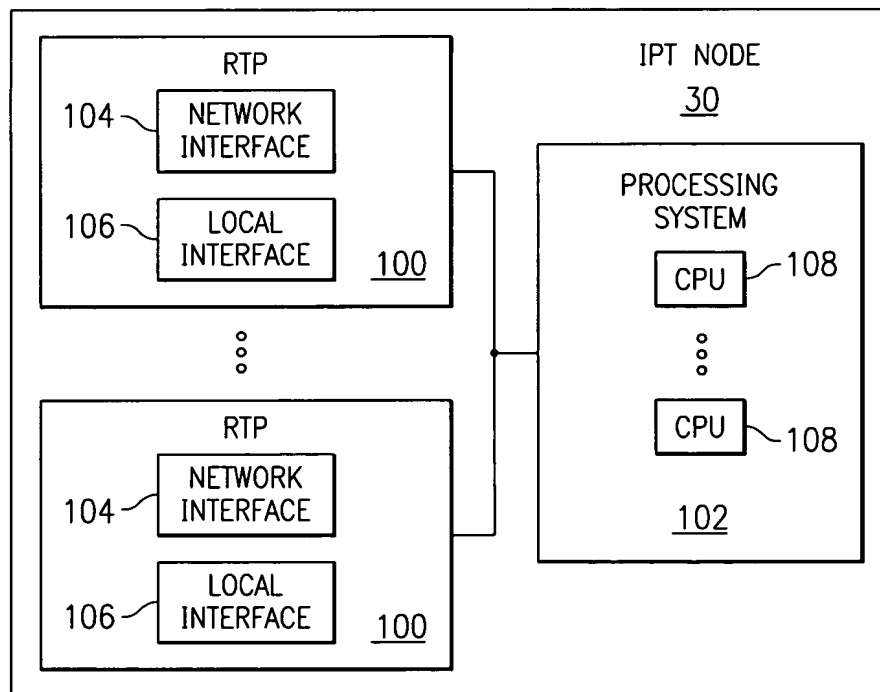 RTP
104
NETWORK
INTERFACE
106
LOCAL
INTERFACE
100
RTP
104
NETWORK
INTERFACE
106
LOCAL
INTERFACE
100
IPT NODE
30
PROCESSING
SYSTEM
CPU
108
CPU
108
102